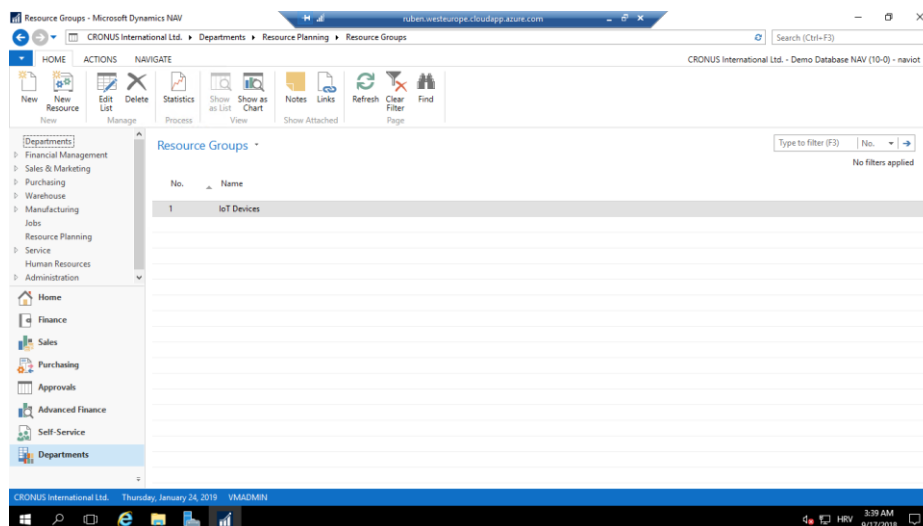 Resource Groups - Microsoft Dynamics NAV
ruben.westeurope.cloudapp.azure.com
CRONUS International Ltd. Departments Resource Planning Resource Groups
Search (Ctrl+F3)
HOME ACTIONS NAVIGATE
CRONUS International Ltd. - Demo Database NAV (10-0) - naviot
New New Resource Edit List Delete Statistics Show as List Show as Chart Notes Links Refresh Clear Filter Find
New Manage Process View Show Attached Page
Departments
Financial Management
Sales & Marketing
Purchasing
Warehouse
Manufacturing
Jobs
Resource Planning
Service
Human Resources
Administration
Home
Finance
Sales
Purchasing
Approvals
Advanced Finance
Self-Service
Departments
Resource Groups
Type to filter (F3) No.
No filters applied
No. Name
1 IoT Devices
CRONUS International Ltd. Thursday, January 24, 2019 VMADMIN
HRV
3:39 AM
9/17/2018